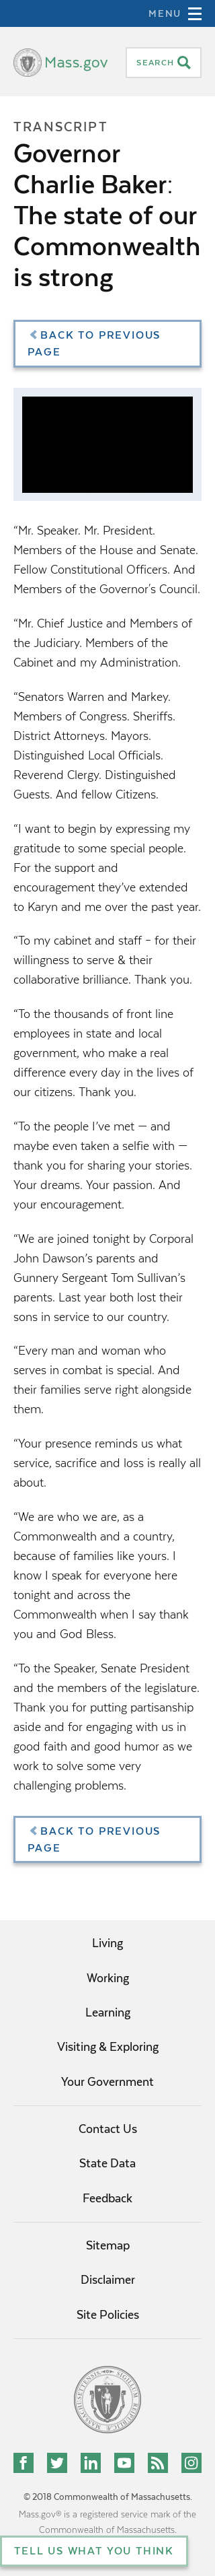 MENU
Mass.gov
SEARCH
TRANSCRIPT
Governor
Charlie Baker:
The state of our
Commonwealth
is strong
BACK TO PREVIOUS
PAGE
“Mr. Speaker. Mr. President.
Members of the House and Senate.
Fellow Constitutional Officers. And
Members of the Governor's Council.
“Mr. Chief Justice and Members of
the Judiciary. Members of the
Cabinet and my Administration.
“Senators Warren and Markey.
Members of Congress. Sheriffs.
District Attorneys. Mayors.
Distinguished Local Officials.
Reverend Clergy. Distinguished
Guests. And fellow Citizens.
“I want to begin by expressing my
gratitude to some special people.
For the support and
encouragement they’ve extended
to Karyn and me over the past year.
“To my cabinet and staff – for their
willingness to serve & their
collaborative brilliance. Thank you.
“To the thousands of front line
employees in state and local
government, who make a real
difference every day in the lives of
our citizens. Thank you.
“To the people I’ve met — and
maybe even taken a selfie with —
thank you for sharing your stories.
Your dreams. Your passion. And
your encouragement.
“We are joined tonight by Corporal
John Dawson’s parents and
Gunnery Sergeant Tom Sullivan’s
parents. Last year both lost their
sons in service to our country.
“Every man and woman who
serves in combat is special. And
their families serve right alongside
them.
“Your presence reminds us what
service, sacrifice and loss is really all
about.
“We are who we are, as a
Commonwealth and a country,
because of families like yours. I
know I speak for everyone here
tonight and across the
Commonwealth when I say thank
you and God Bless.
“To the Speaker, Senate President
and the members of the legislature.
Thank you for putting partisanship
aside and for engaging with us in
good faith and good humor as we
work to solve some very
challenging problems.
BACK TO PREVIOUS
PAGE
Living
Working
Learning
Visiting & Exploring
Your Government
Contact Us
State Data
Feedback
Sitemap
Disclaimer
Site Policies
© 2018 Commonwealth of Massachusetts.
Mass.gov® is a registered service mark of the
Commonwealth of Massachusetts.
TELL US WHAT YOU THINK